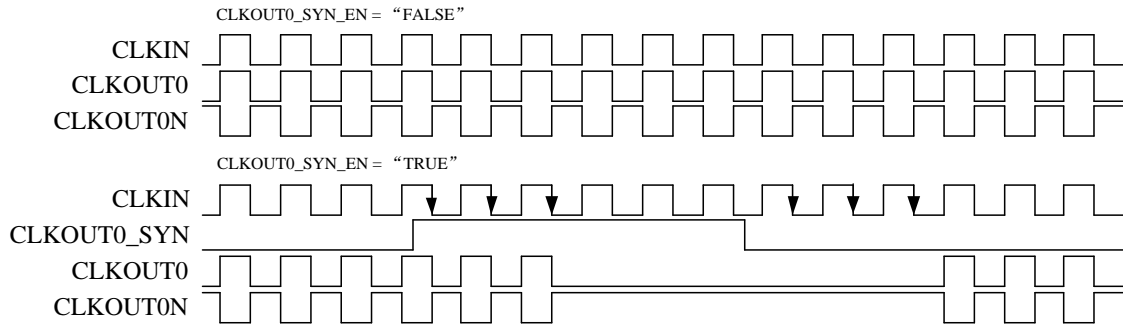 CLKOUT0_SYN_EN = “FALSE”
CLKIN
CLKOUT0
CLKOUT0N
CLKOUT0_SYN_EN = “TRUE”
CLKIN
CLKOUT0_SYN
CLKOUT0
CLKOUT0N